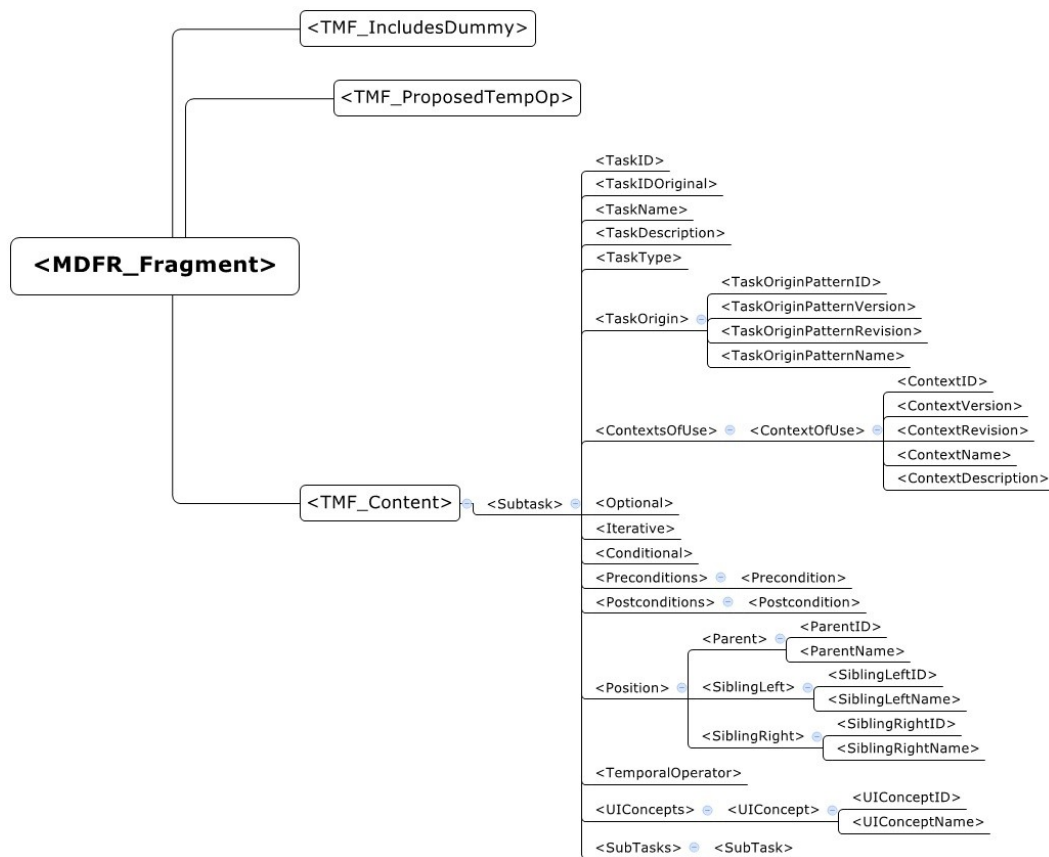 <TMF_IncludesDummy>
<TMF_ProposedTempOp>
<MDFR_Fragment>
<TMF_Content>
<Subtask>
<TaskID>
<TaskIDOriginal>
<TaskName>
<TaskDescription>
<TaskType>
<TaskOrigin>
<TaskOriginPatternID>
<TaskOriginPatternVersion>
<TaskOriginPatternRevision>
<TaskOriginPatternName>
<ContextsOfUse>
<ContextOfUse>
<ContextID>
<ContextVersion>
<ContextRevision>
<ContextName>
<ContextDescription>
<Optional>
<Iterative>
<Conditional>
<Preconditions>
<Precondition>
<Postconditions>
<Postcondition>
<Position>
<Parent>
<ParentID>
<ParentName>
<SiblingLeft>
<SiblingLeftID>
<SiblingLeftName>
<SiblingRight>
<SiblingRightID>
<SiblingRightName>
<TemporalOperator>
<UIConcepts>
<UIConcept>
<UIConceptID>
<UIConceptName>
<SubTasks>
<SubTask>